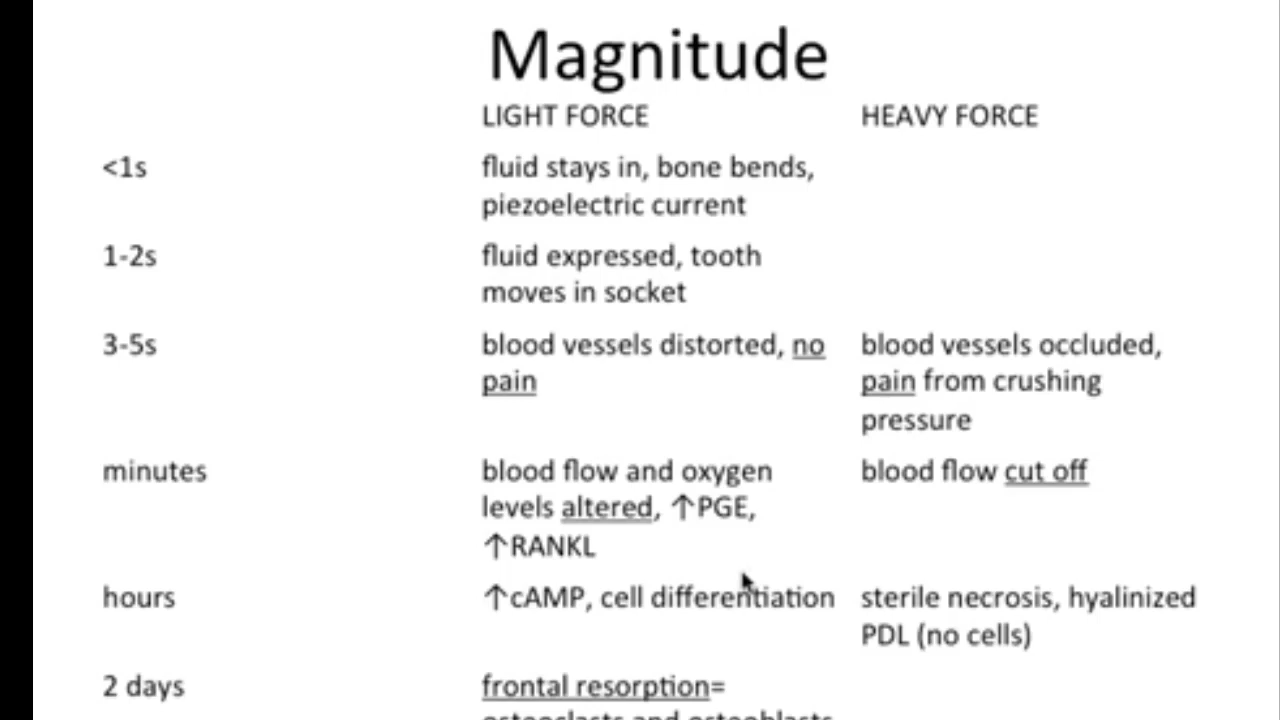 Magnitude
LIGHT FORCE HEAVY FORCE
<1s fluid stays in, bone bends,
piezoelectric current
1-2s fluid expressed, tooth
moves in socket
3-5s blood vessels distorted, no blood vessels occluded,
pain pain from crushing
pressure
minutes blood flow and oxygen blood flow cut off
levels altered, ↑PGE,
↑RANKL
hours ↑cAMP, cell differentiation sterile necrosis, hyalinized
PDL (no cells)
2 days frontal resorption=
osteoclasts and osteoblasts